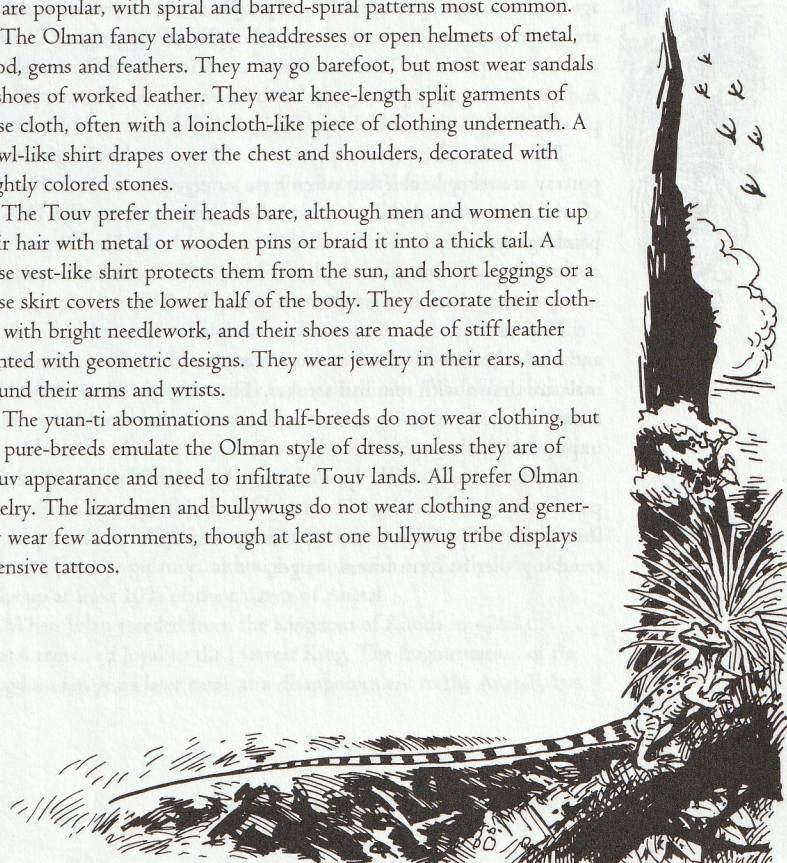 are popular, with spiral and barred-spiral patterns most common.
The Olman fancy elaborate headdresses or open helmets of metal,
od, gems and feathers. They may go barefoot, but most wear sandals
shoes of worked leather. They wear knee-length split garments of
se cloth, often with a loincloth-like piece of clothing underneath. A
wl-like shirt drapes over the chest and shoulders, decorated with
ghtly colored stones.
The Touv prefer their heads bare, although men and women tie up
ir hair with metal or wooden pins or braid it into a thick tail. A
se vest-like shirt protects them from the sun, and short leggings or a
se skirt covers the lower half of the body. They decorate their cloth-
with bright needlework, and their shoes are made of stiff leather
nted with geometric designs. They wear jewelry in their ears, and
und their arms and wrists.
The yuan-ti abominations and half-breeds do not wear clothing, but
pure-breeds emulate the Olman style of dress, unless they are of
uv appearance and need to infiltrate Touv lands. All prefer Olman
elry. The lizardmen and bullywugs do not wear clothing and gener-
wear few adornments, though at least one bullywug tribe displays
ensive tattoos.